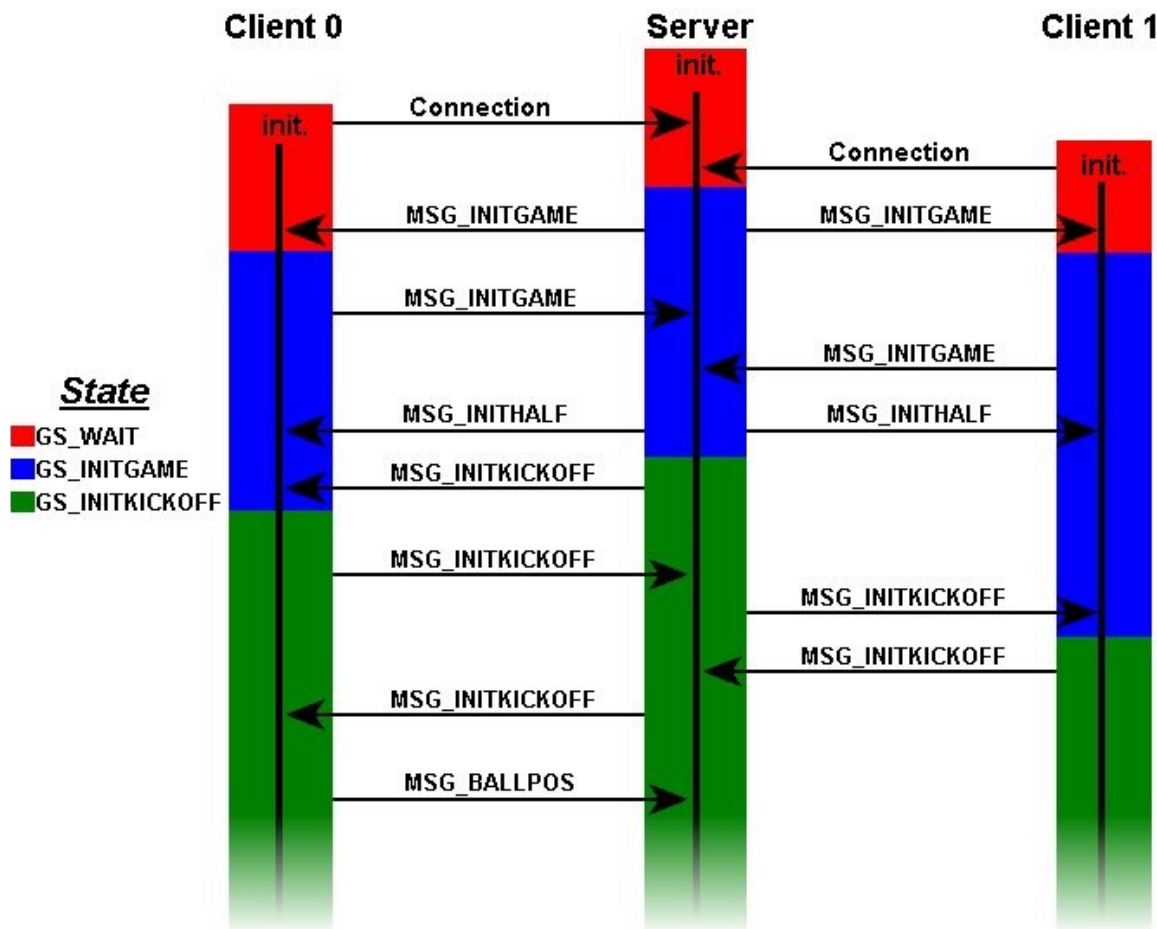 Client 0
Server
Client 1
init.
Connection
init.
Connection
init.
MSG_INITGAME
MSG_INITGAME
MSG_INITGAME
MSG_INITGAME
State
GS_WAIT
GS_INITGAME
GS_INITKICKOFF
MSG_INITHALF
MSG_INITHALF
MSG_INITKICKOFF
MSG_INITKICKOFF
MSG_INITKICKOFF
MSG_INITKICKOFF
MSG_INITKICKOFF
MSG_BALLPOS